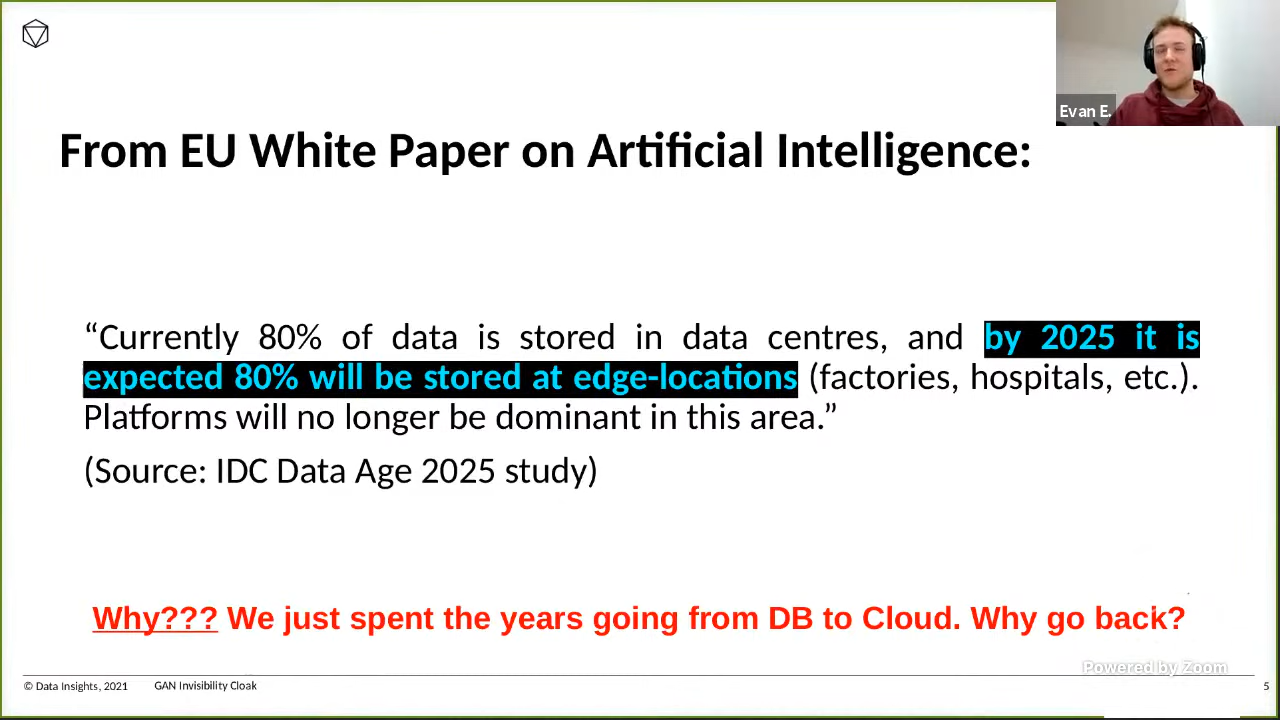 Evan E.
From EU White Paper on Artificial Intelligence:
“Currently 80% of data is stored in data centres, and by 2025 it is
expected 80% will be stored at edge-locations (factories, hospitals, etc.).
Platforms will no longer be dominant in this area.”
(Source: IDC Data Age 2025 study)
Why??? We just spent the years going from DB to Cloud. Why go back?
Powered by Zoom
© Data Insights, 2021 GAN Invisibility Cloak 5